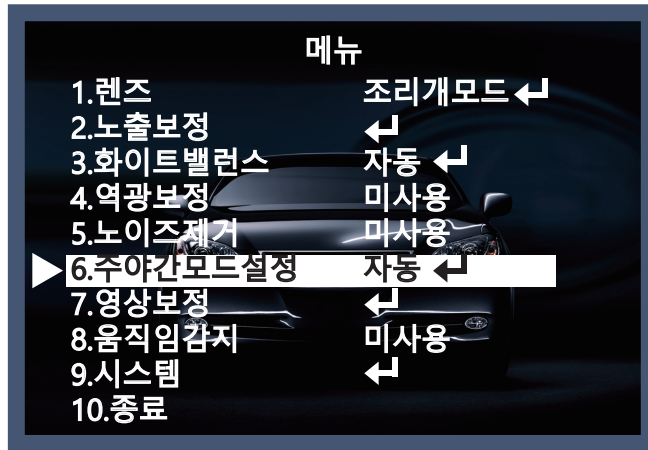 메뉴
1.렌즈 조리개모드 ↲
2.노출보정 ↲
3.화이트밸런스 자동 ↲
4.역광보정 미사용
5.노이즈제거 미사용
6.주야간모드설정 자동 ↲
7.영상보정 ↲
8.움직임감지 미사용
9.시스템 ↲
10.종료